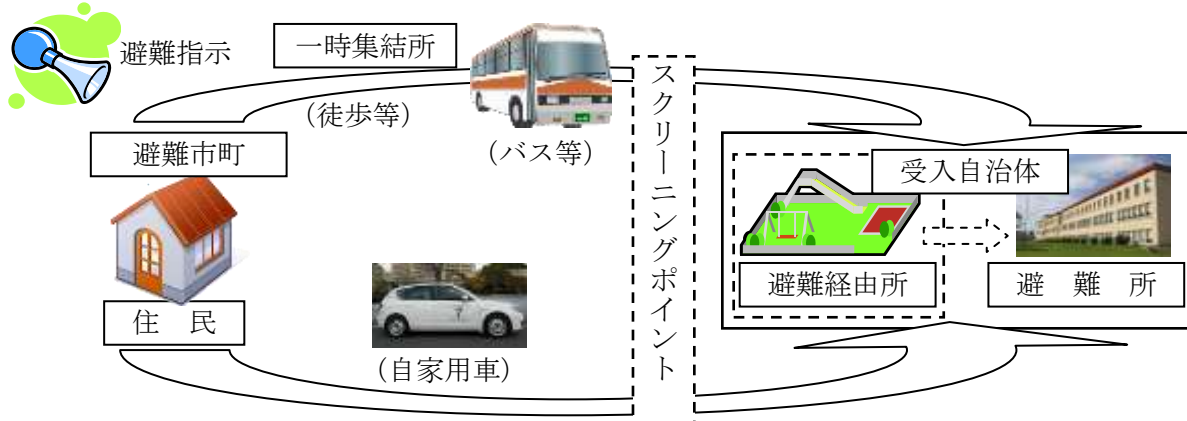 避難指示
一時集結所
(徒歩等)
(バス等)
避難市町
住 民
(自家用車)
スクリーニングポイント
受入自治体
避難経由所
避 難 所